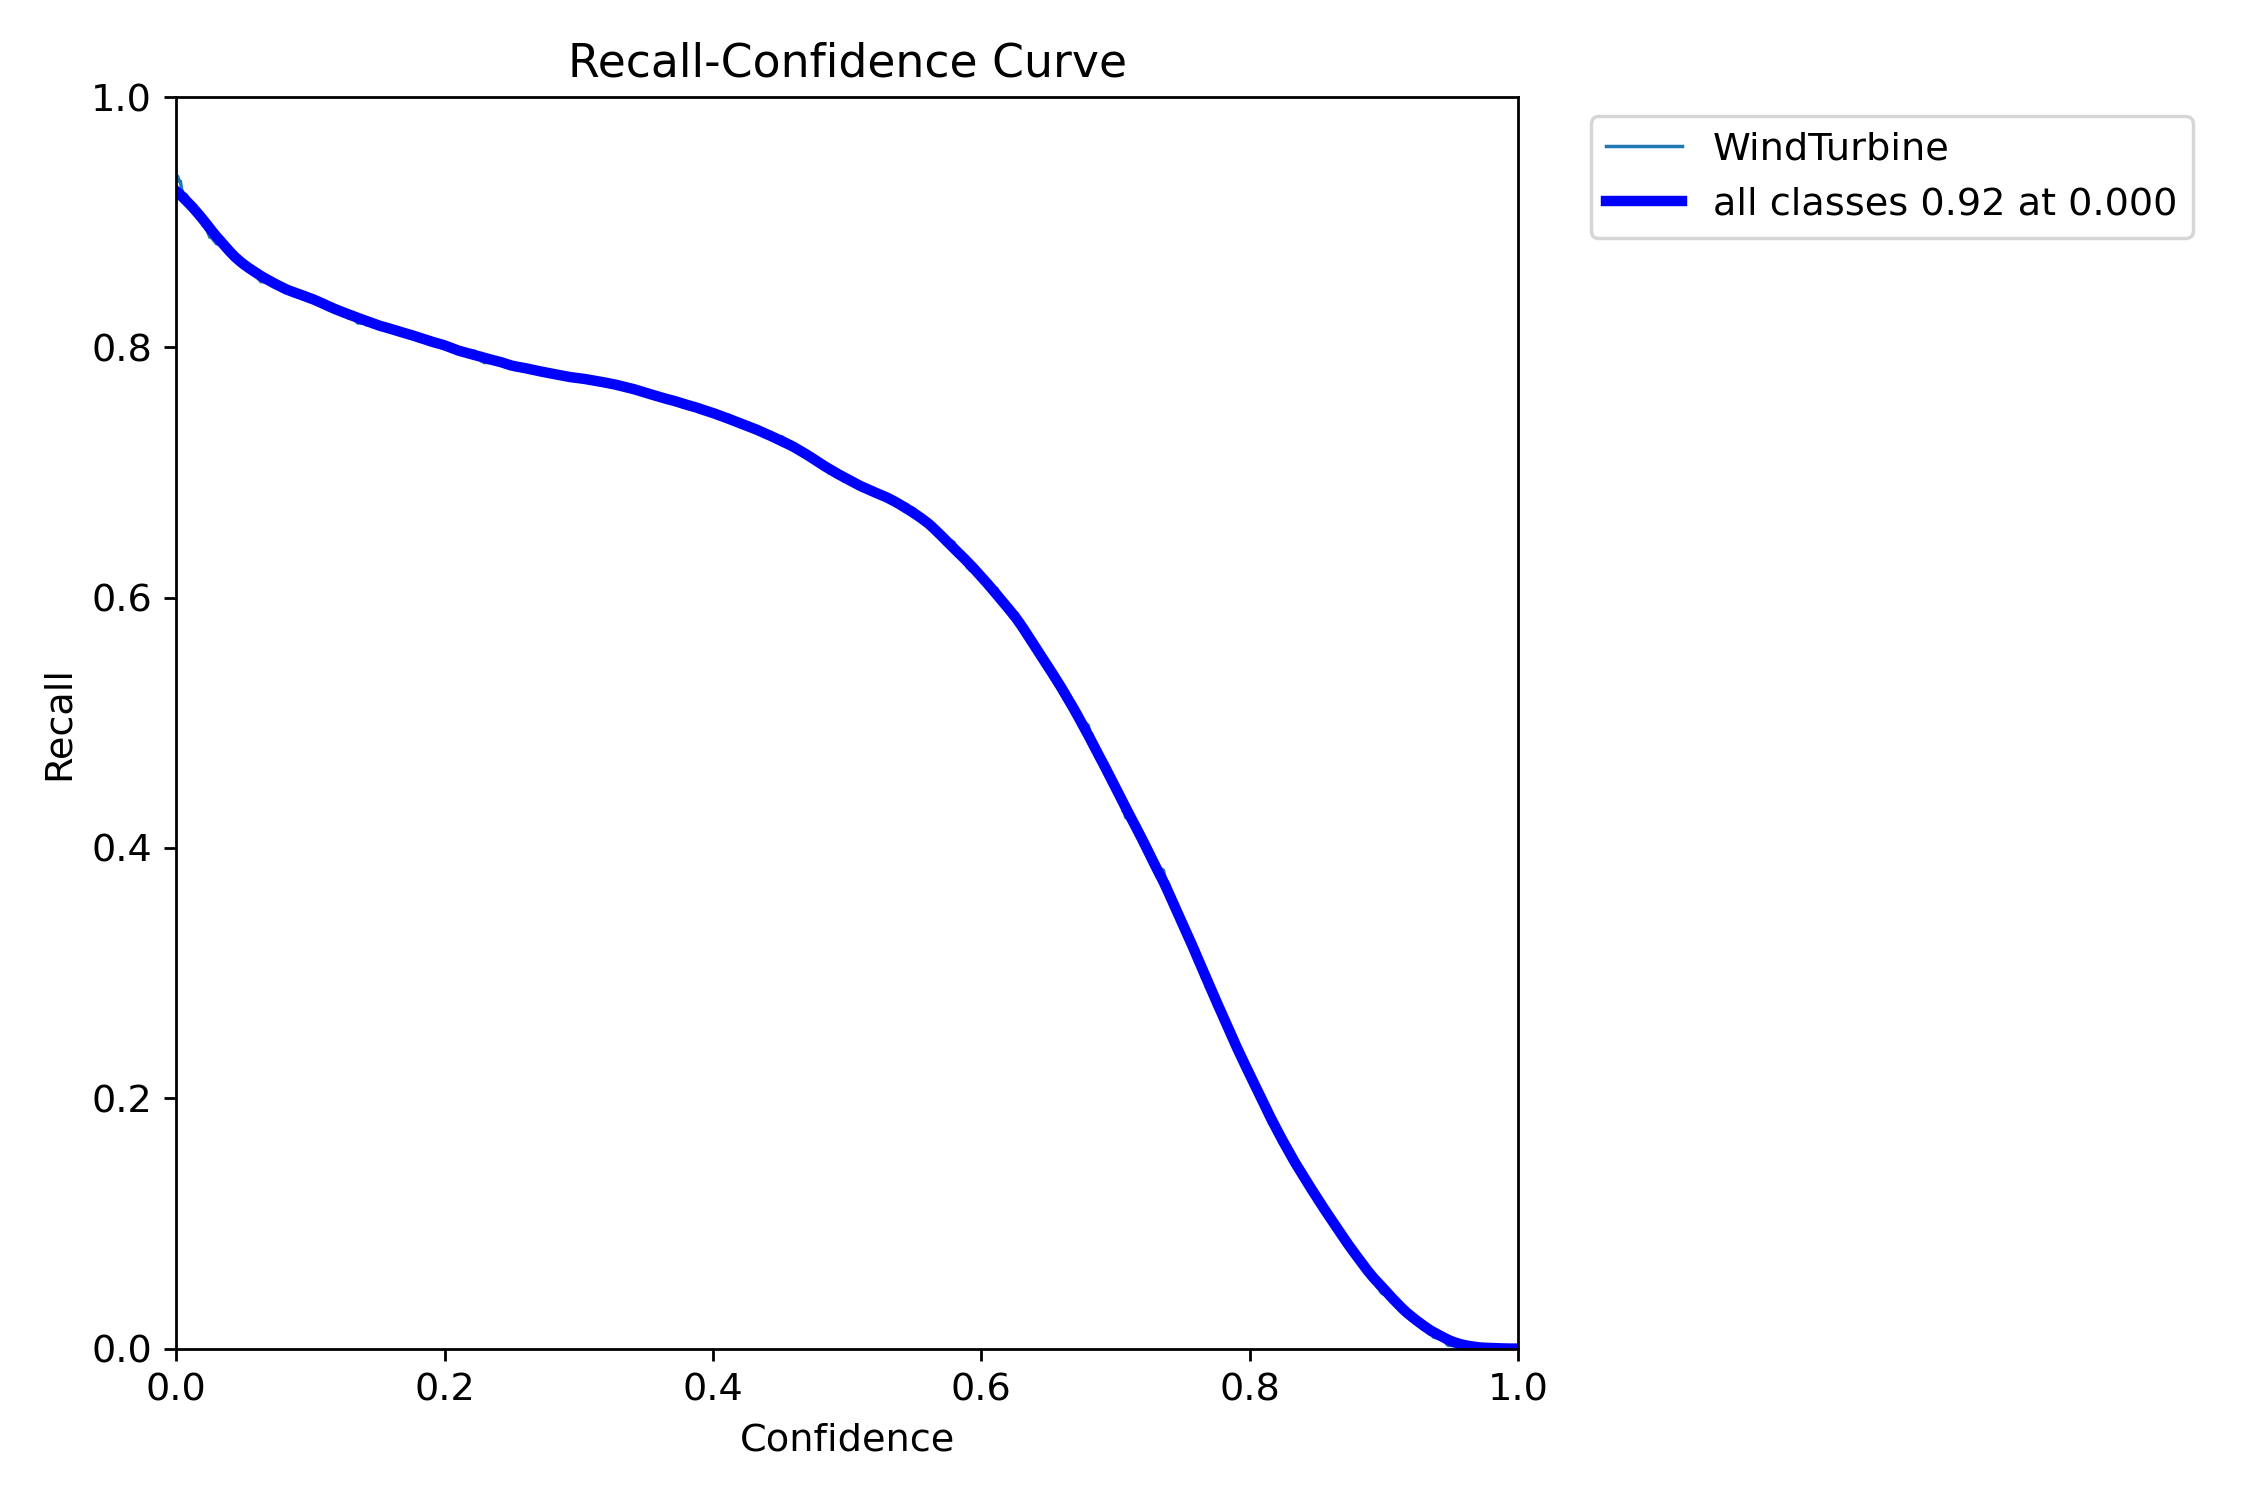 Recall-Confidence Curve
WindTurbine
all classes 0.92 at 0.000
1.0
0.8
0.6
0.4
0.2
0.0
Recall
0.0 0.2 0.4 0.6 0.8 1.0
Confidence